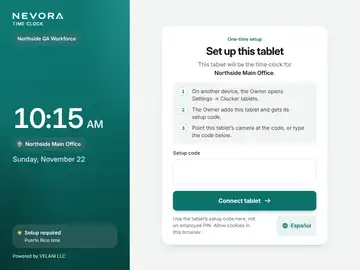 NEVORA
TIME CLOCK
Northside QA Workforce
10:15 AM
Northside Main Office
Sunday, November 22
Setup required
Puerto Rico time
Powered by VELANI LLC
One-time setup
Set up this tablet
This tablet will be the time clock for
Northside Main Office.
1 On another device, the Owner opens
Settings → Clocker tablets.
2 The Owner adds this tablet and gets its
setup code.
3 Point this tablet's camera at the code, or type
the code below.
Setup code
Connect tablet →
Use the tablet's setup code here, not
an employee PIN. Allow cookies in
this browser.
Español